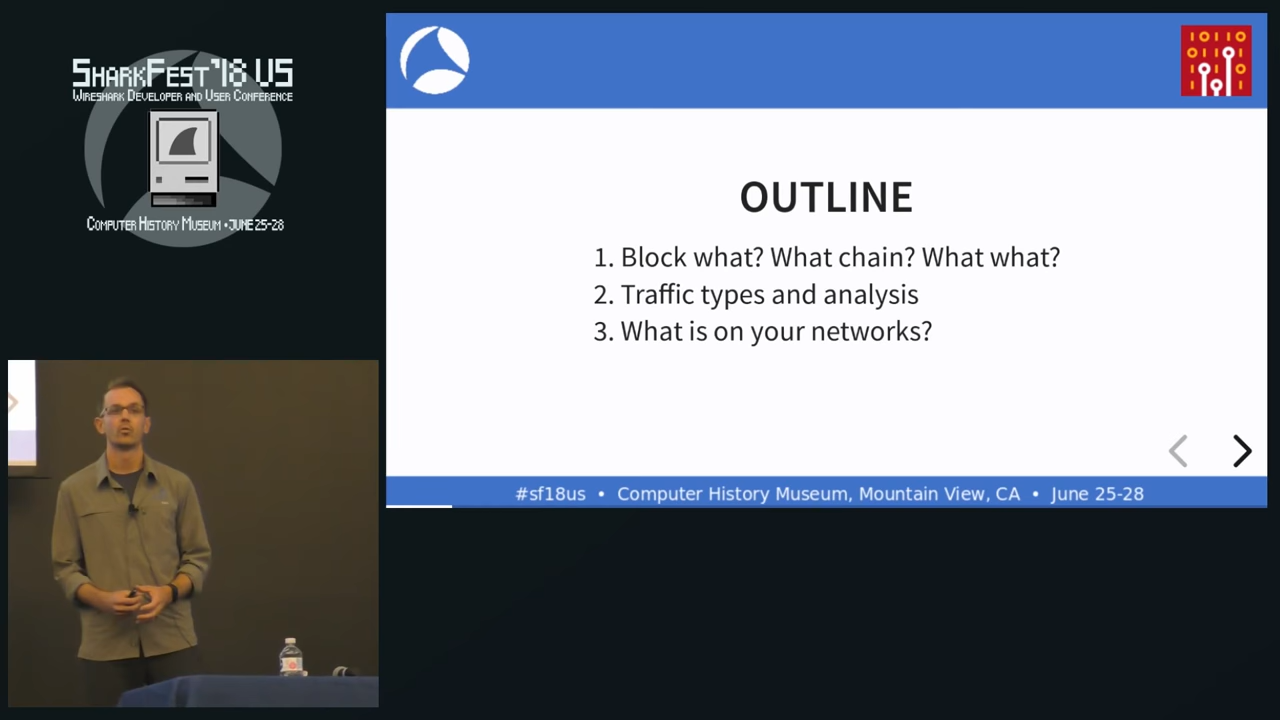 SHARKFEST '18 US
WIRESHARK DEVELOPER AND USER CONFERENCE
COMPUTER HISTORY MUSEUM • JUNE 25-28
101110
OUTLINE
1. Block what? What chain? What what?
2. Traffic types and analysis
3. What is on your networks?
#sf18us • Computer History Museum, Mountain View, CA • June 25-28